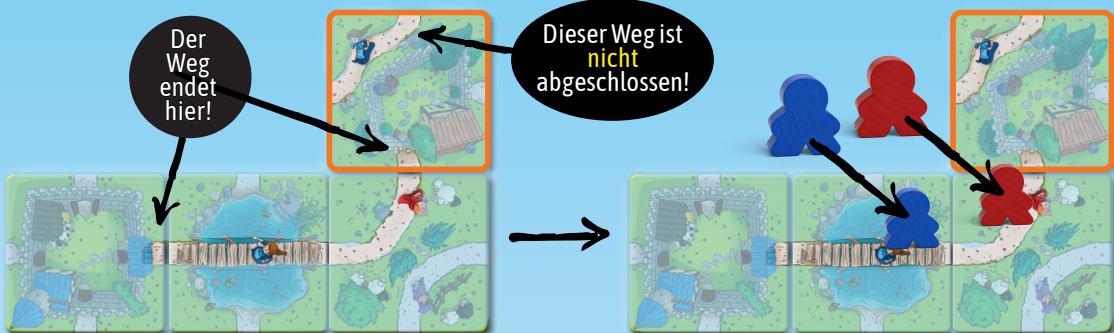 Der
Weg
endet
hier!
Dieser Weg ist
nicht
abgeschlossen!